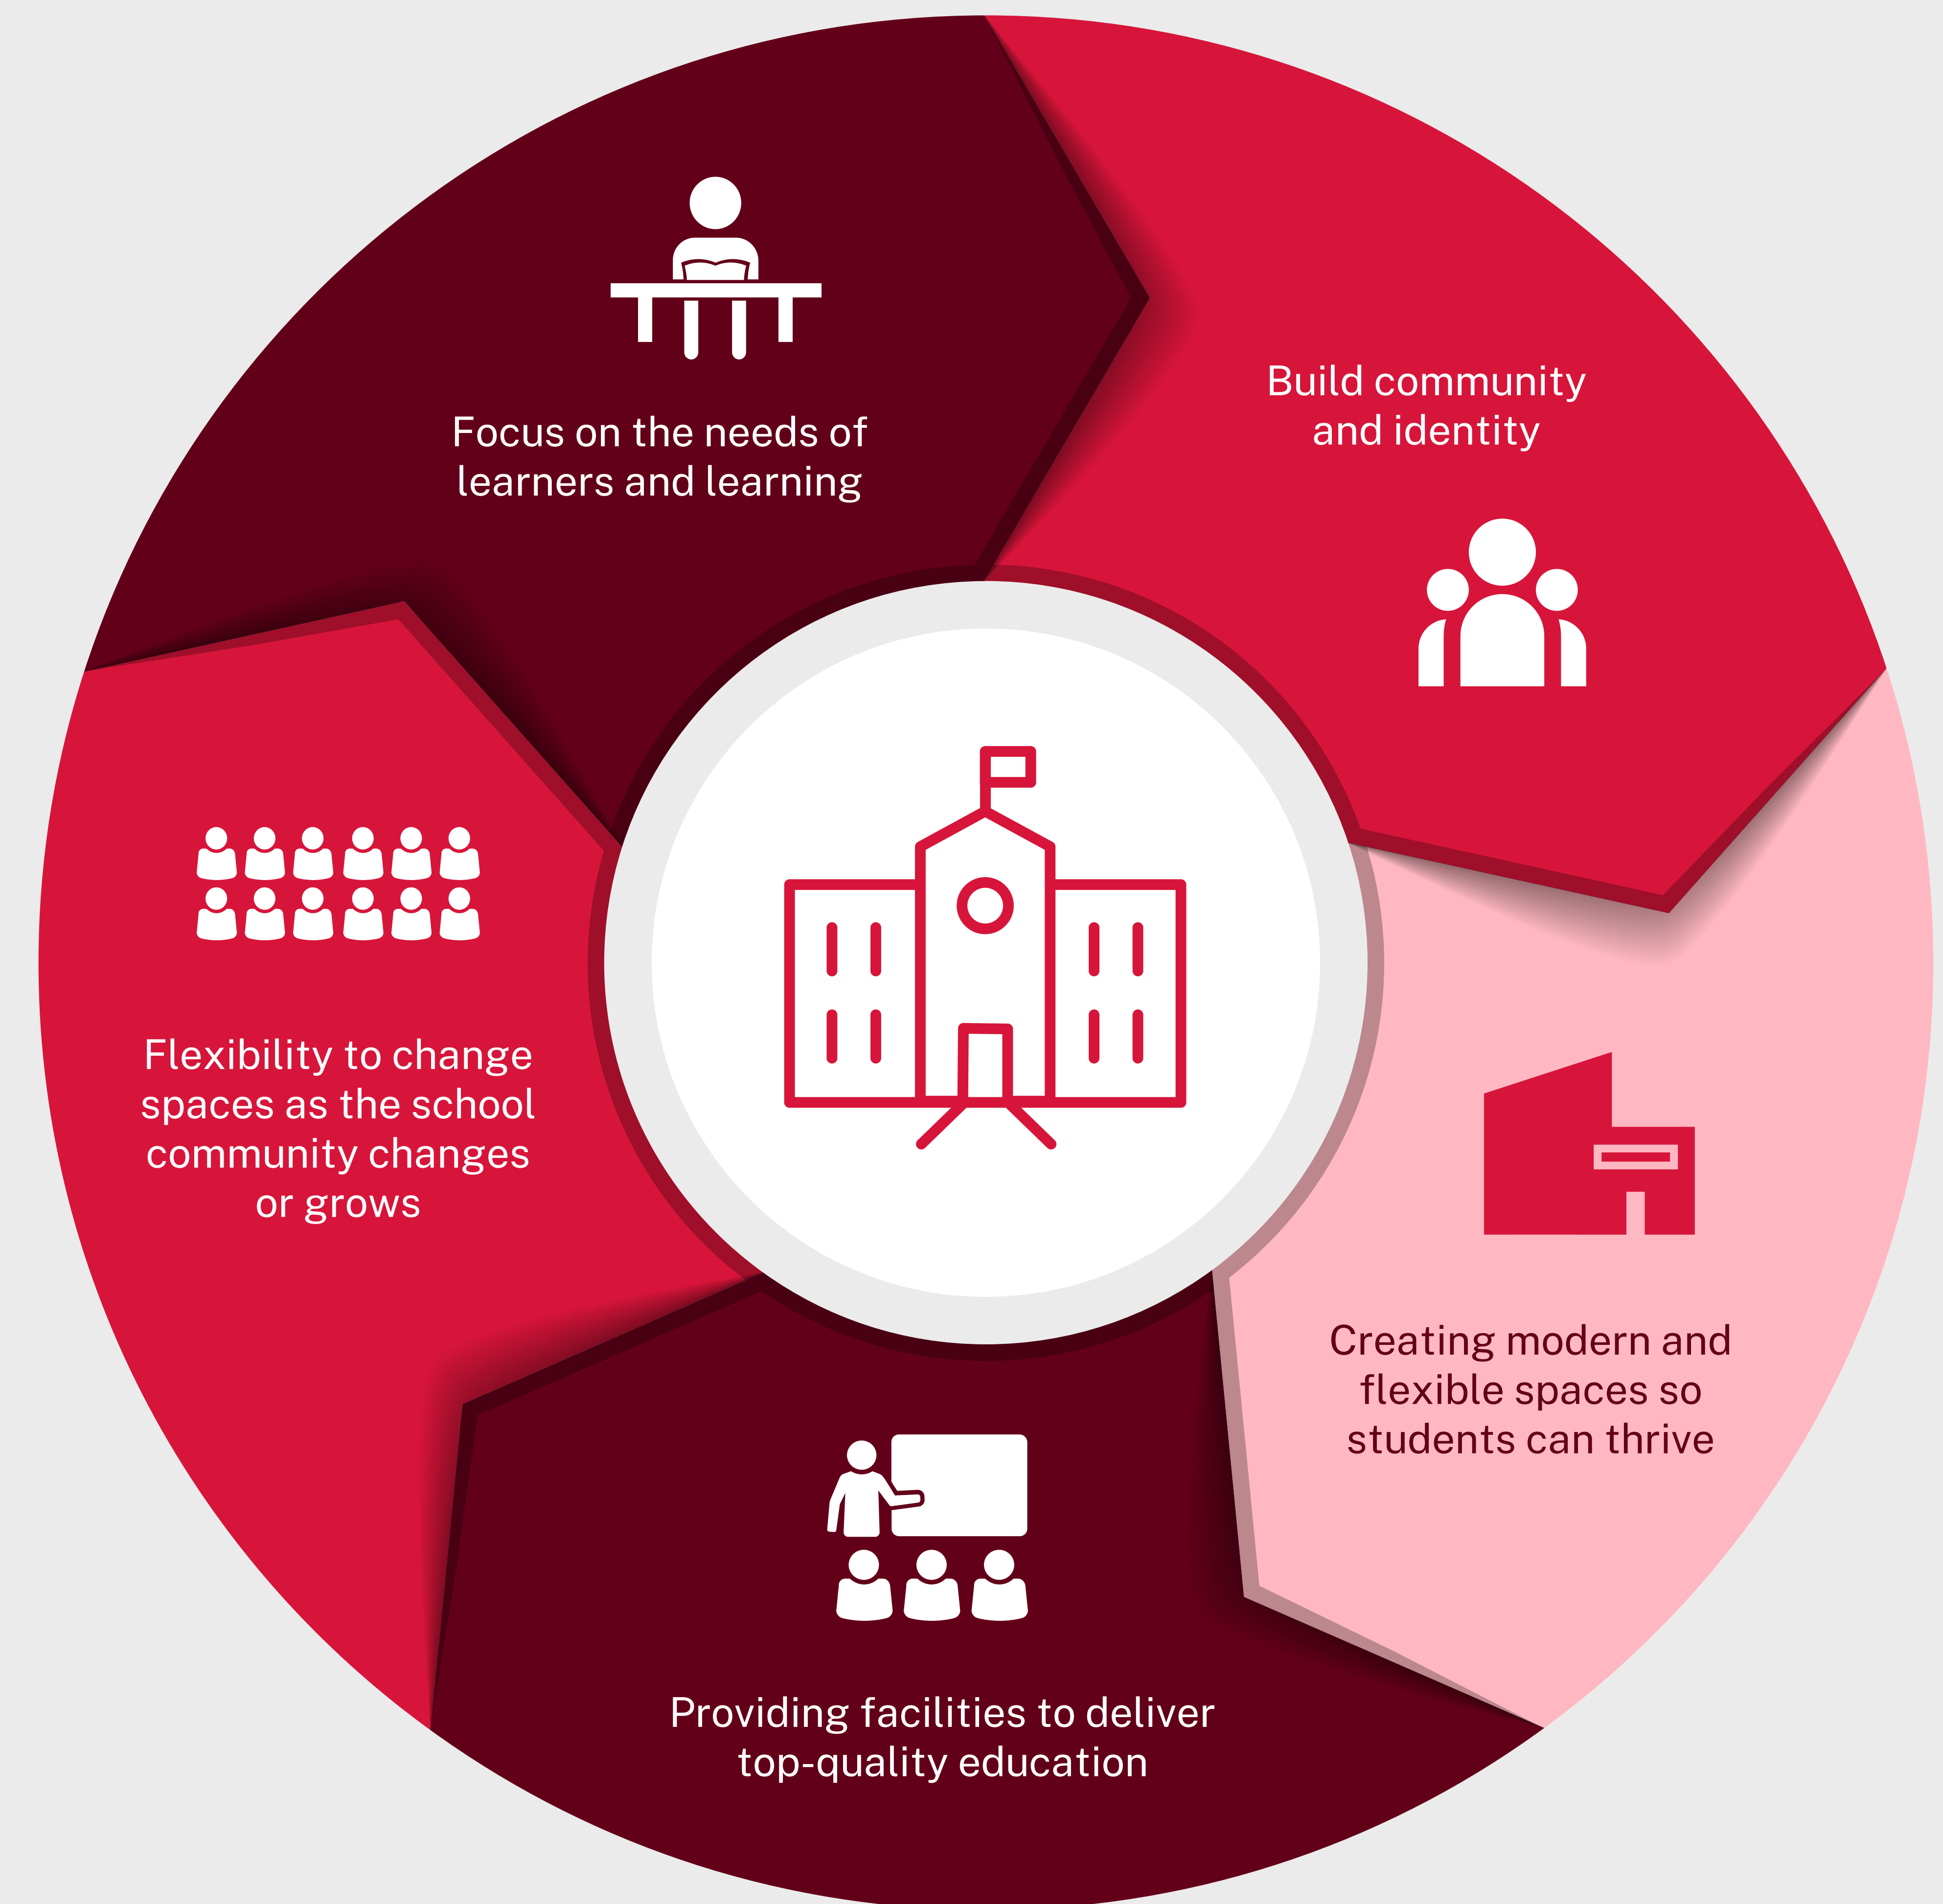 Focus on the needs of
learners and learning
Build community
and identity
Creating modern and
flexible spaces so
students can thrive
Providing facilities to deliver
top-quality education
Flexibility to change
spaces as the school
community changes
or grows